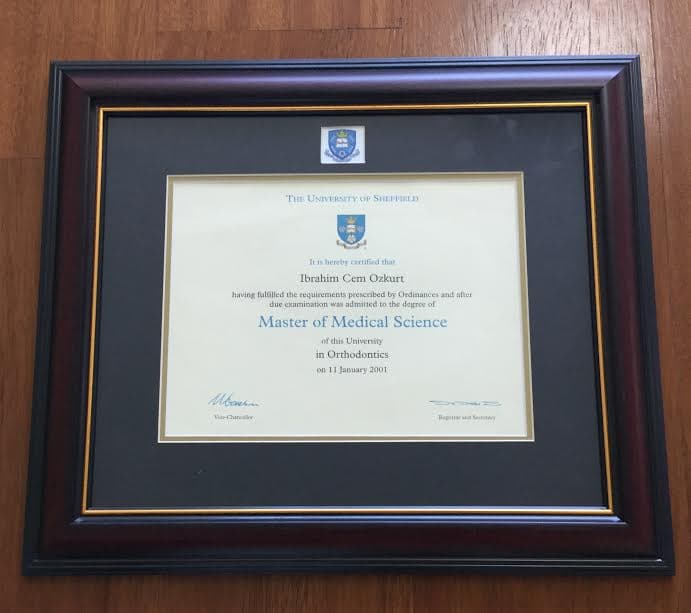 THE UNIVERSITY OF SHEFFIELD
It is hereby certified that
Ibrahim Cem Ozkurt
having fulfilled the requirements prescribed by Ordinances and after
due examination was admitted to the degree of
Master of Medical Science
of this University
in Orthodontics
on 11 January 2001
Vice-Chancellor
Registrar and Secretary